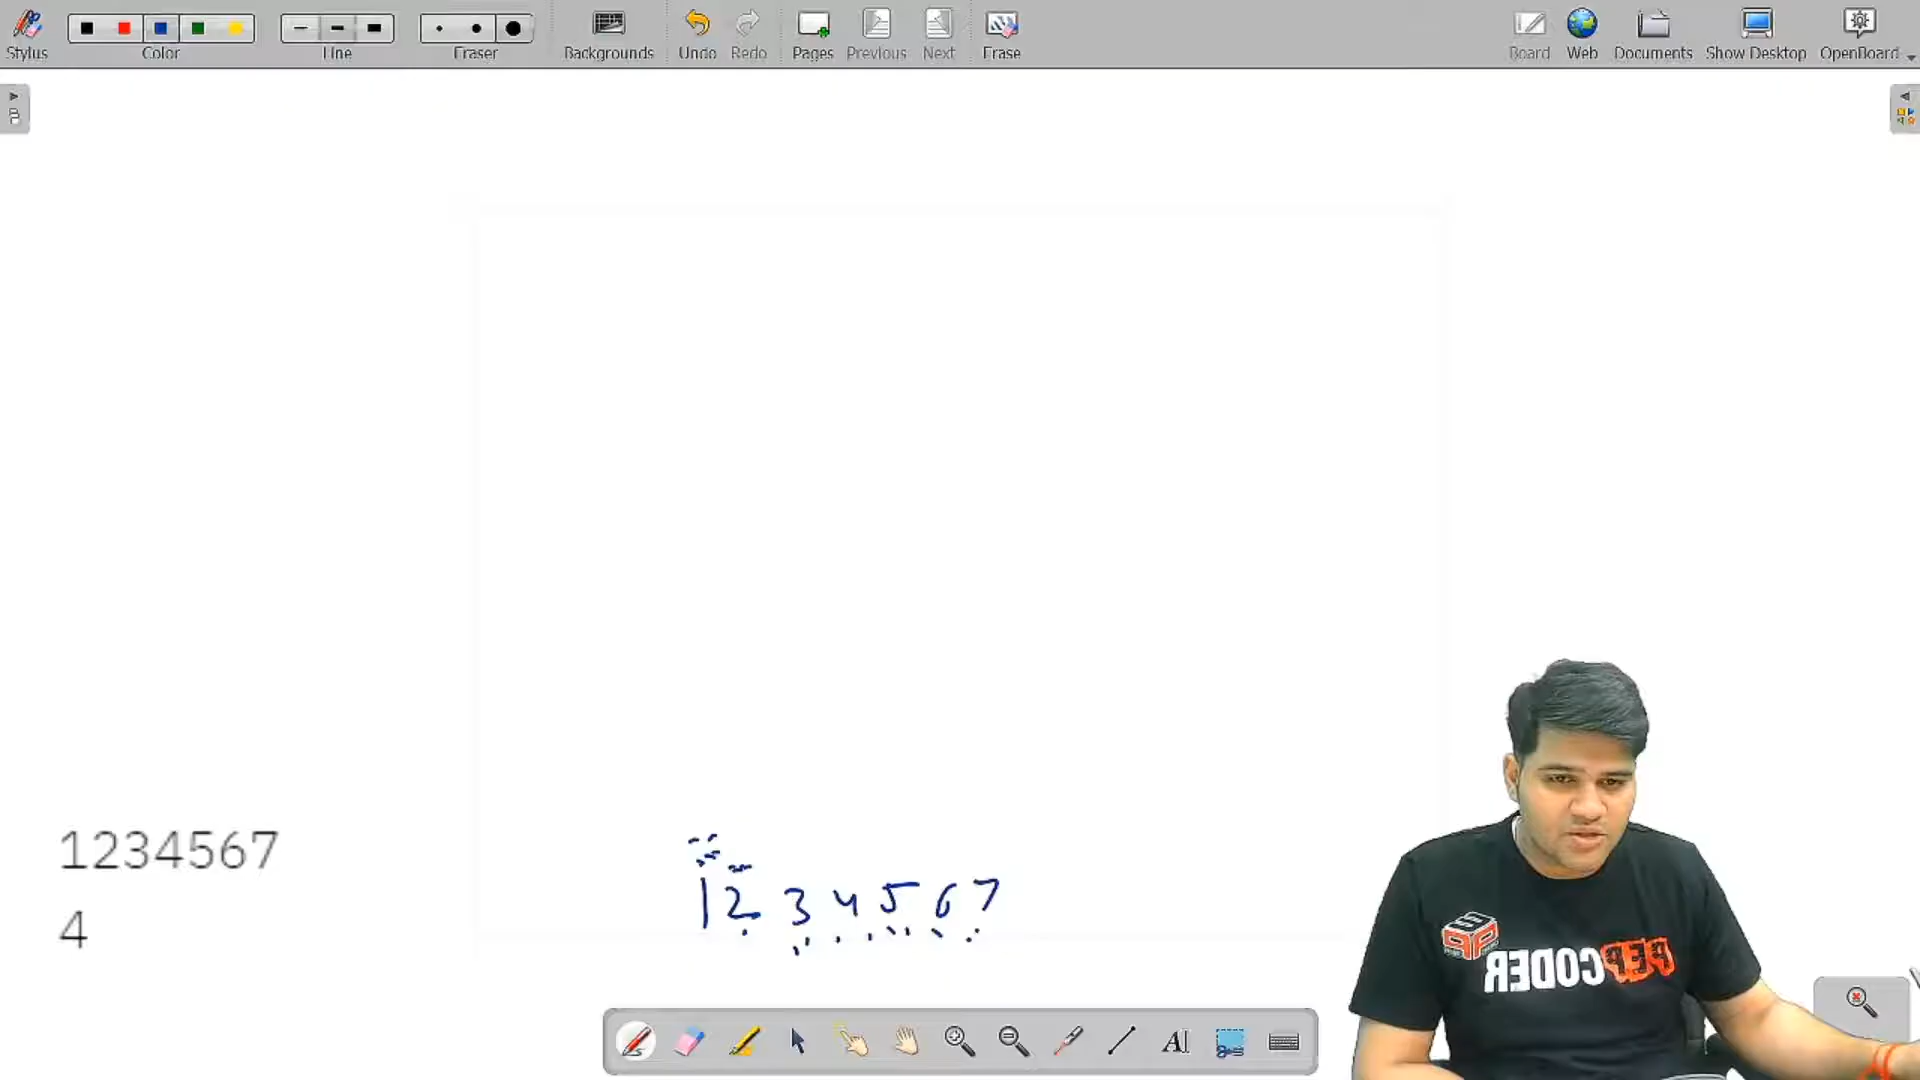 Stylus
Color
Line
Eraser
Backgrounds
Undo
Redo
Pages
Previous
Next
Erase
Board
Web
Documents
Show Desktop
OpenBoard
1234567
4
1 2 3 4 5 6 7
PEPCODER